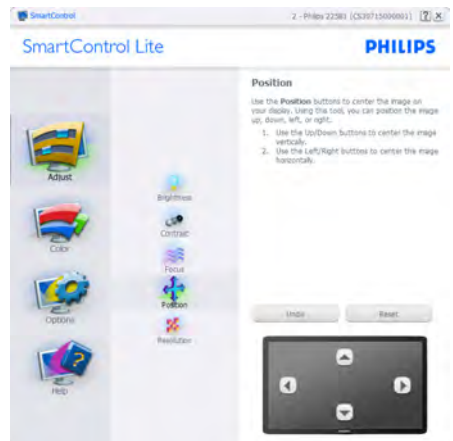 SmartControl
2 - Philips 225B1 (CS30715000001)
? X
SmartControl Lite
PHILIPS
Position
Use the Position buttons to center the image on
your display. Using this tool, you can position the image
up, down, left, or right.
1. Use the Up/Down buttons to center the image
vertically.
2. Use the Left/Right buttons to center the image
horizontally.
Adjust
Color
Options
Help
Brightness
Contrast
Focus
Position
Resolution
Undo
Reset